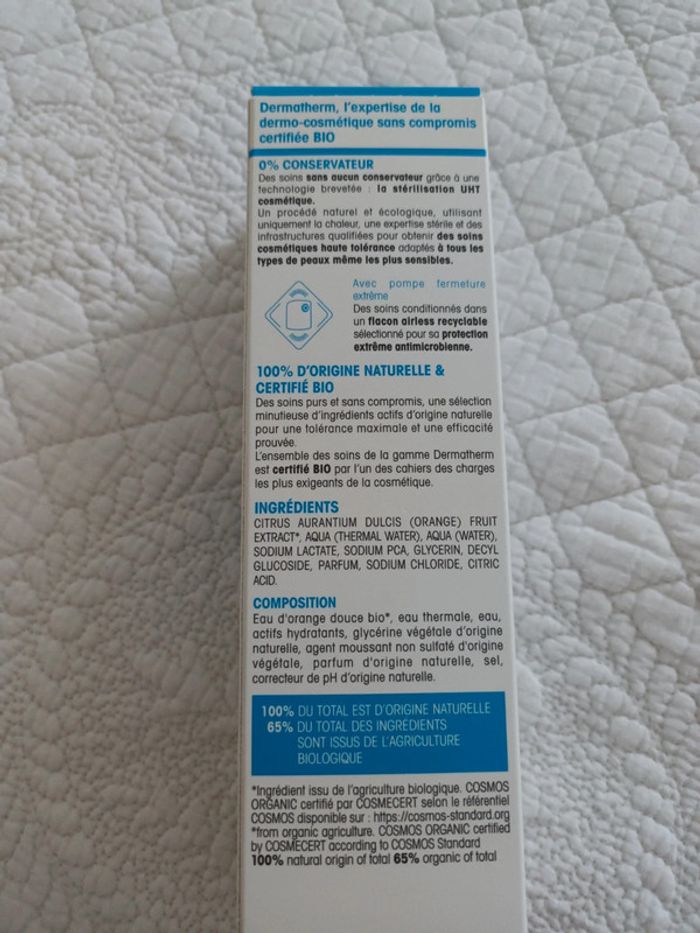 Dermatherm, l'expertise de la
dermo-cosmétique sans compromis
certifiée BIO
0% CONSERVATEUR
Des soins sans aucun conservateur grâce à une
technologie brevetée : la stérilisation UHT
cosmétique.
Un procédé naturel et écologique, utilisant
uniquement la chaleur, une expertise stérile et des
infrastructures qualifiées pour obtenir des soins
cosmétiques haute tolérance adaptés à tous les
types de peaux même les plus sensibles.
Avec pompe fermeture
extrême
Des soins conditionnés dans
un flacon airless recyclable
sélectionné pour sa protection
extrême antimicrobienne.
100% D'ORIGINE NATURELLE &
CERTIFIÉ BIO
Des soins purs et sans compromis, une sélection
minutieuse d'ingrédients actifs d'origine naturelle
pour une tolérance maximale et une efficacité
prouvée.
L'ensemble des soins de la gamme Dermatherm
est certifié BIO par l'un des cahiers des charges
les plus exigeants de la cosmétique.
INGRÉDIENTS
CITRUS AURANTIUM DULCIS (ORANGE) FRUIT
EXTRACT*, AQUA (THERMAL WATER), AQUA (WATER),
SODIUM LACTATE, SODIUM PCA, GLYCERIN, DECYL
GLUCOSIDE, PARFUM, SODIUM CHLORIDE, CITRIC
ACID.
COMPOSITION
Eau d'orange douce bio*, eau thermale, eau,
actifs hydratants, glycérine végétale d'origine
naturelle, agent moussant non sulfaté d'origine
végétale, parfum d'origine naturelle, sel,
correcteur de pH d'origine naturelle.
100% DU TOTAL EST D'ORIGINE NATURELLE
65% DU TOTAL DES INGRÉDIENTS
SONT ISSUS DE L'AGRICULTURE
BIOLOGIQUE
*Ingrédient issu de l'agriculture biologique. COSMOS
ORGANIC certifié par COSMECERT selon le référentiel
COSMOS disponible sur : https://cosmos-standard.org
*from organic agriculture. COSMOS ORGANIC certified
by COSMECERT according to COSMOS Standard
100% natural origin of total 65% organic of total